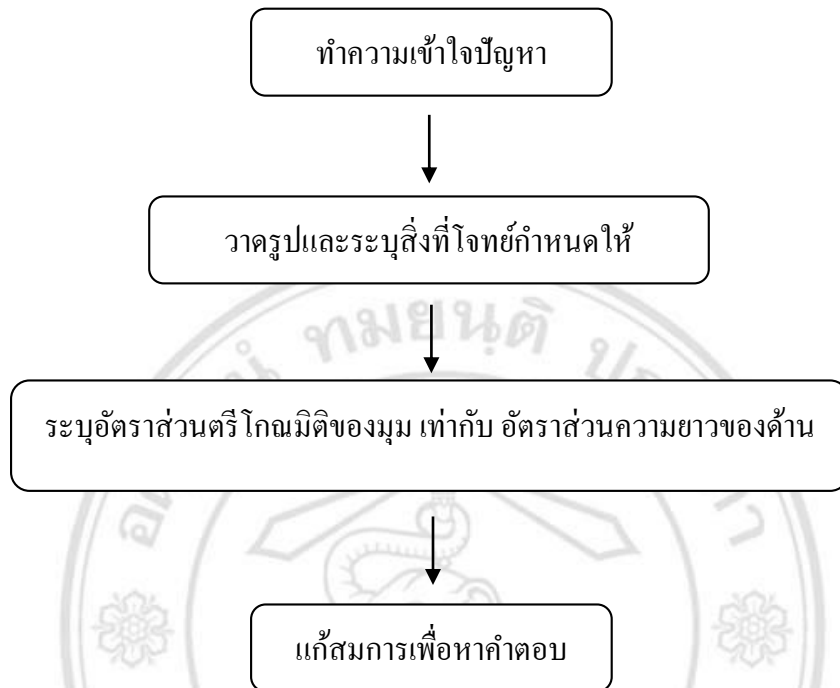 ทำความเข้าใจปัญหา
วาดรูปและระบุสิ่งที่โจทย์กำหนดให้
ระบุอัตราส่วนตรีโกณมิติของมุม เท่ากับ อัตราส่วนความยาวของด้าน
แก้สมการเพื่อหาคำตอบ